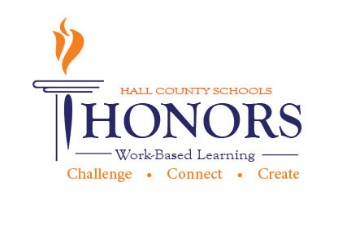 HALL COUNTY SCHOOLS
HONORS
Work-Based Learning
Challenge • Connect • Create